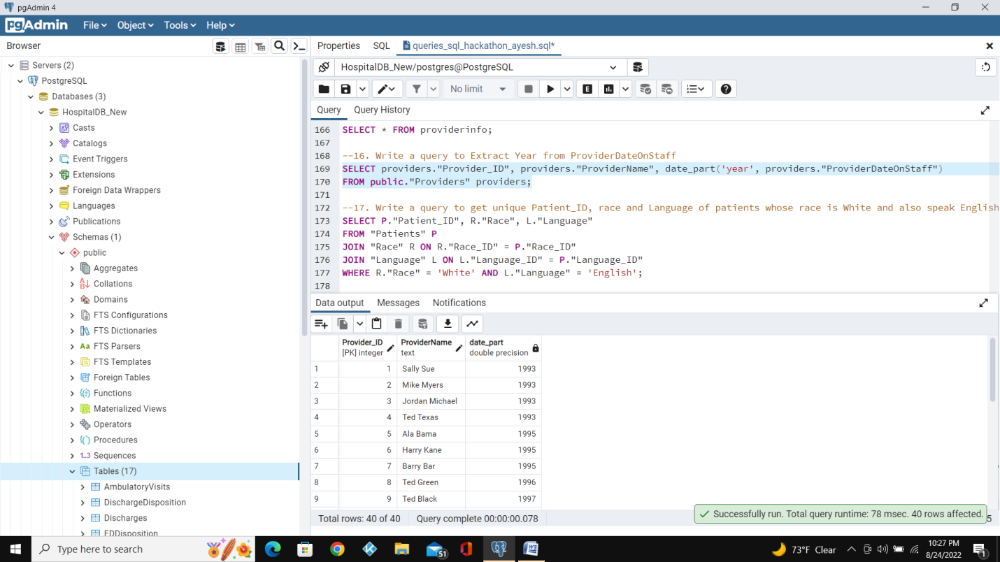 pgAdmin 4
pgAdmin File Object Tools Help
Browser
Properties SQL queries_sql_hackathon_ayesh.sql*
Servers (2)
PostgreSQL
Databases (3)
HospitalDB_New
Casts
Catalogs
Event Triggers
Extensions
Foreign Data Wrappers
Languages
Publications
Schemas (1)
public
Aggregates
Collations
Domains
FTS Configurations
FTS Dictionaries
Aa FTS Parsers
FTS Templates
Foreign Tables
Functions
Materialized Views
Operators
Procedures
1..3 Sequences
Tables (17)
AmbulatoryVisits
DischargeDisposition
Discharges
EDDisposition
HospitalDB_New/postgres@PostgreSQL
No limit E
Query Query History
166 SELECT * FROM providerinfo;
167
168 --16. Write a query to Extract Year from ProviderDateOnStaff
169 SELECT providers."Provider_ID", providers."ProviderName", date_part('year', providers."ProviderDateOnStaff")
170 FROM public."Providers" providers;
171
172 --17. Write a query to get unique Patient_ID, race and Language of patients whose race is White and also speak English
173 SELECT P."Patient_ID", R."Race", L."Language"
174 FROM "Patients" P
175 JOIN "Race" R ON R."Race_ID" = P."Race_ID"
176 JOIN "Language" L ON L."Language_ID" = P."Language_ID"
177 WHERE R."Race" = 'White' AND L."Language" = 'English';
178
Data output Messages Notifications
Provider_ID ProviderName date_part
[PK] integer text double precision
1 1 Sally Sue 1993
2 2 Mike Myers 1993
3 3 Jordan Michael 1993
4 4 Ted Texas 1993
5 5 Ala Bama 1995
6 6 Harry Kane 1995
7 7 Barry Bar 1995
8 8 Ted Green 1996
9 9 Ted Black 1997
Total rows: 40 of 40 Query complete 00:00:00.078
Successfully run. Total query runtime: 78 msec. 40 rows affected.
Type here to search
51
73°F Clear
10:27 PM
8/24/2022
1